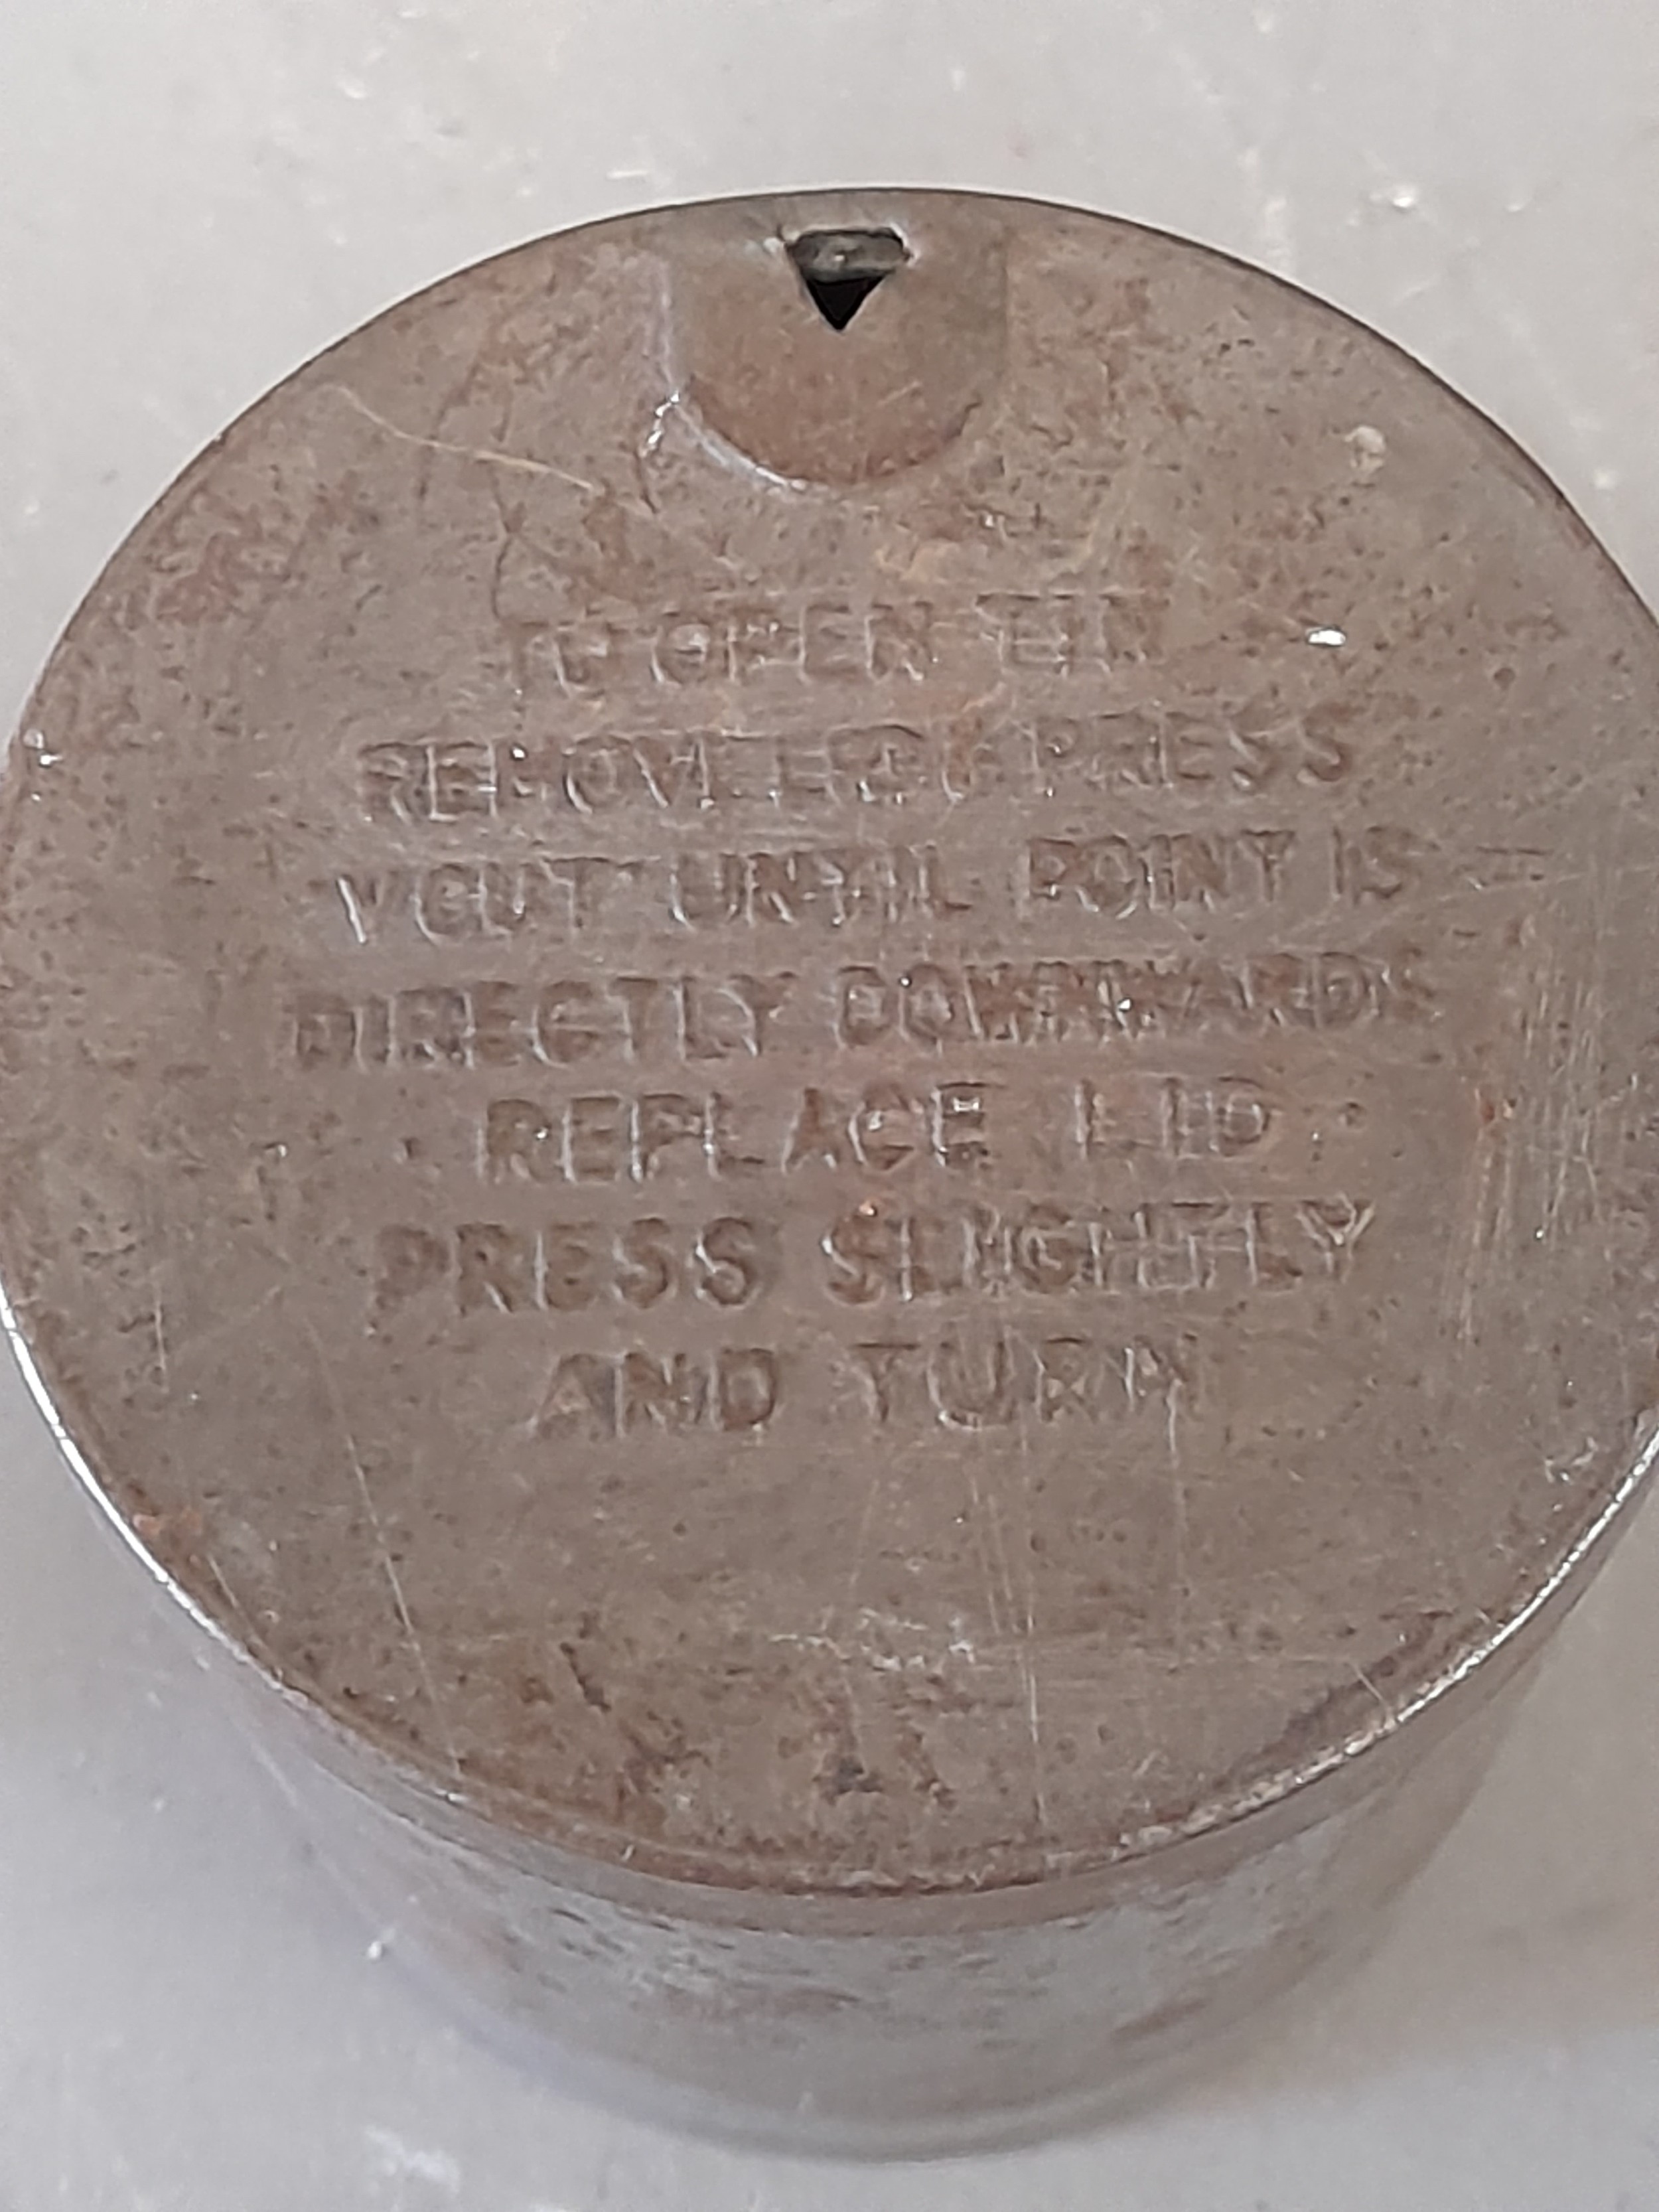 TO OPEN TIN
REMOVE LID & PRESS
V CUT UNTIL POINT IS
DIRECTLY DOWNWARDS
REPLACE LID
PRESS SLIGHTLY
AND TURN